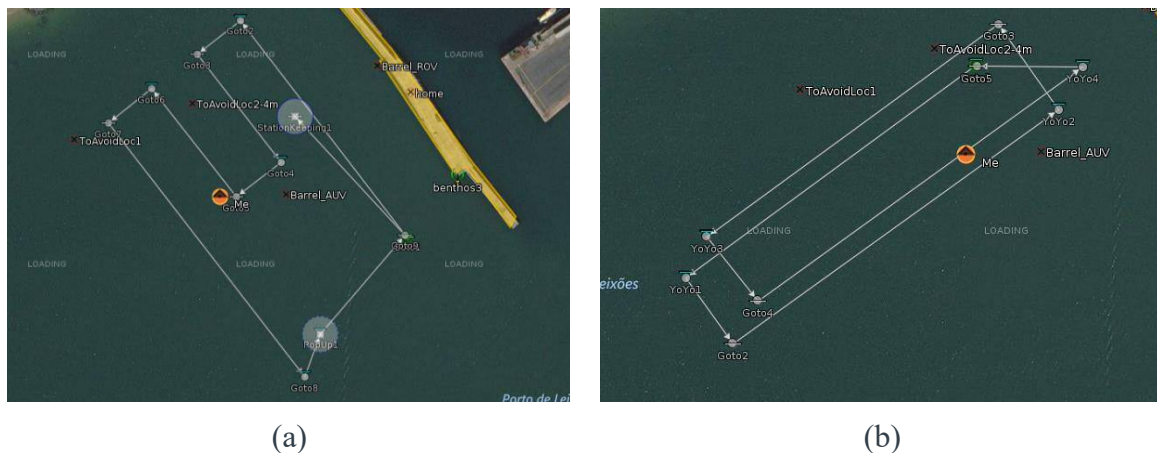 Goto2
LOADING
LOADING
LOADING
Goto3
Barrel_ROV
home
Goto6
ToAvoidLoc2-4m
StationKeeping1
Goto7
ToAvoidLoc1
Goto4
benthos3
Barrel_AUV
Me
Goto5
Goto9
LOADING
LOADING
LOADING
PopUp1
Goto8
Porto de Lei
(a)
Goto3
ToAvoidLoc2-4m
Goto5
YoYo4
ToAvoidLoc1
YoYo2
Barrel_AUV
Me
YoYo3
LOADING
LOADING
eixões
YoYo1
Goto4
Goto2
(b)